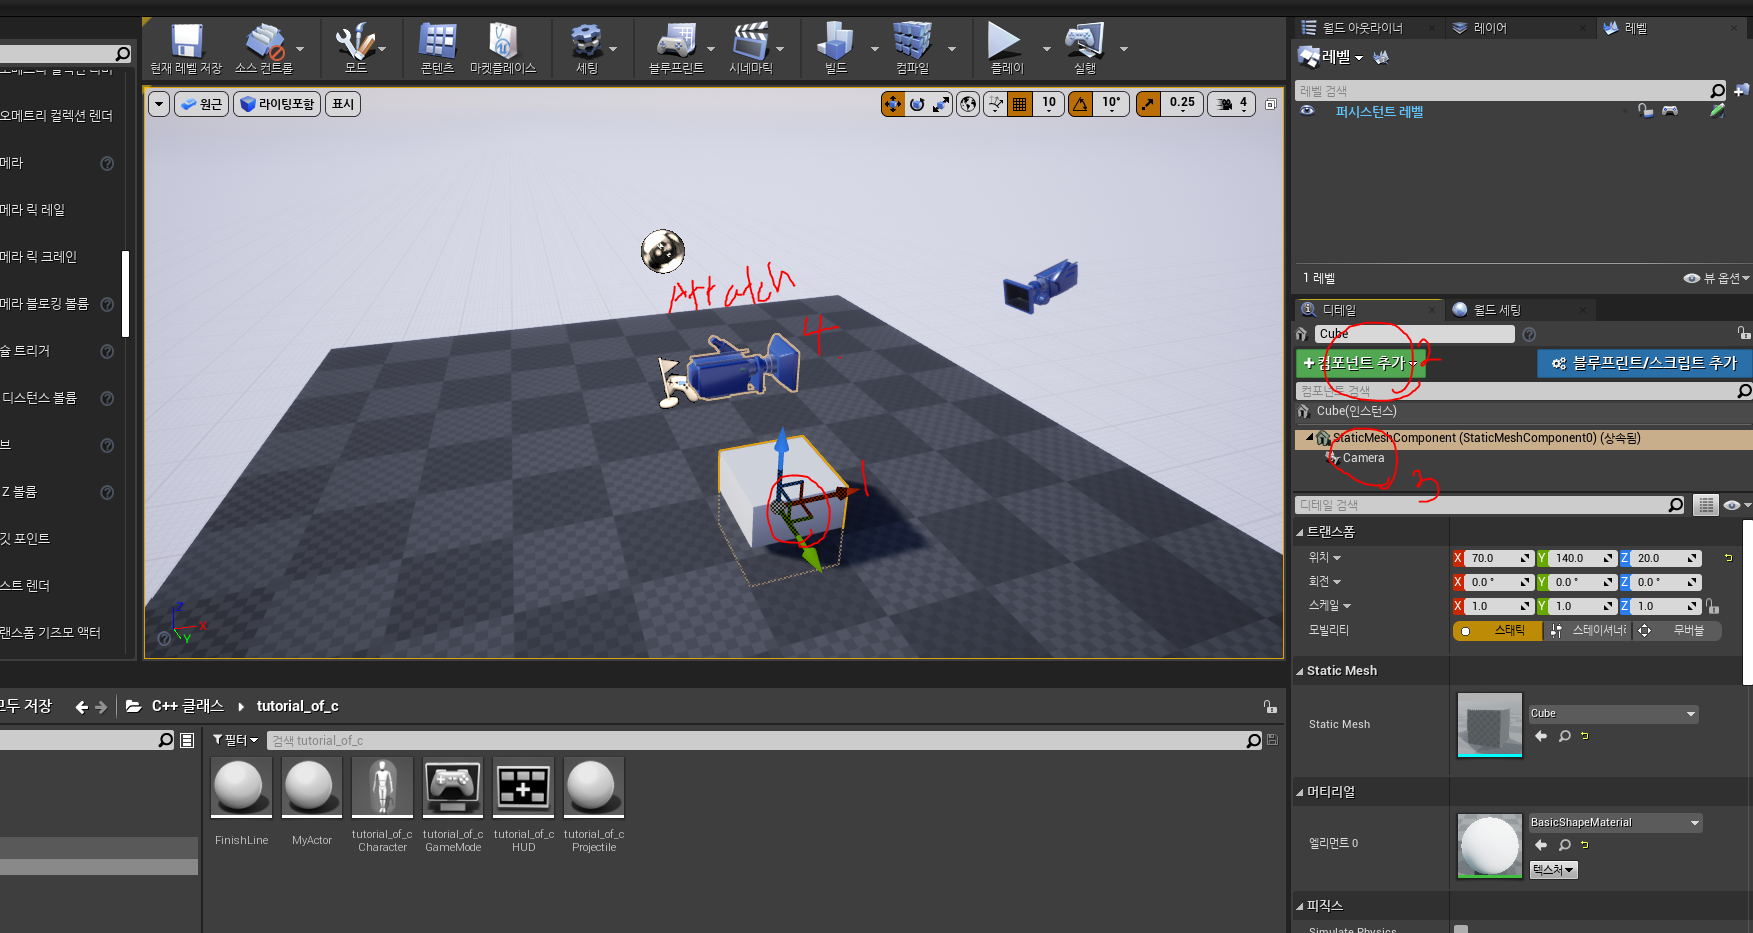 현재 레벨 저장
소스 컨트롤
모드
콘텐츠
마켓플레이스
세팅
블루프린트
시네마틱
빌드
컴파일
플레이
실행
오메트리 컬렉션 렌더
메라
메라 릭 레일
메라 릭 크레인
메라 블로킹 볼륨
슬 트리거
디스턴스 볼륨
브
Z 볼륨
깃 포인트
스트 렌더
랜스폼 기즈모 액터
원근
라이팅포함
표시
10
10°
0.25
4
Attatch
4
1
Z
X
Y
월드 아웃라이너
레이어
레벨
레벨
레벨 검색
퍼시스턴트 레벨
1 레벨
뷰 옵션
디테일
월드 세팅
Cube
+컴포넌트 추가
2
블루프린트/스크립트 추가
컴포넌트 검색
Cube(인스턴스)
StaticMeshComponent (StaticMeshComponent0) (상속됨)
Camera
3
디테일 검색
트랜스폼
위치
X 70.0 Y 140.0 Z 20.0
회전
X 0.0 ° Y 0.0 ° Z 0.0 °
스케일
X 1.0 Y 1.0 Z 1.0
모빌리티
스태틱
스테이셔너리
무버블
Static Mesh
Static Mesh
Cube
머티리얼
엘리먼트 0
BasicShapeMaterial
텍스처
피직스
Simulate Physics
모두 저장
C++ 클래스
tutorial_of_c
필터
검색 tutorial_of_c
FinishLine
MyActor
tutorial_of_c
Character
tutorial_of_c
GameMode
tutorial_of_c
HUD
tutorial_of_c
Projectile